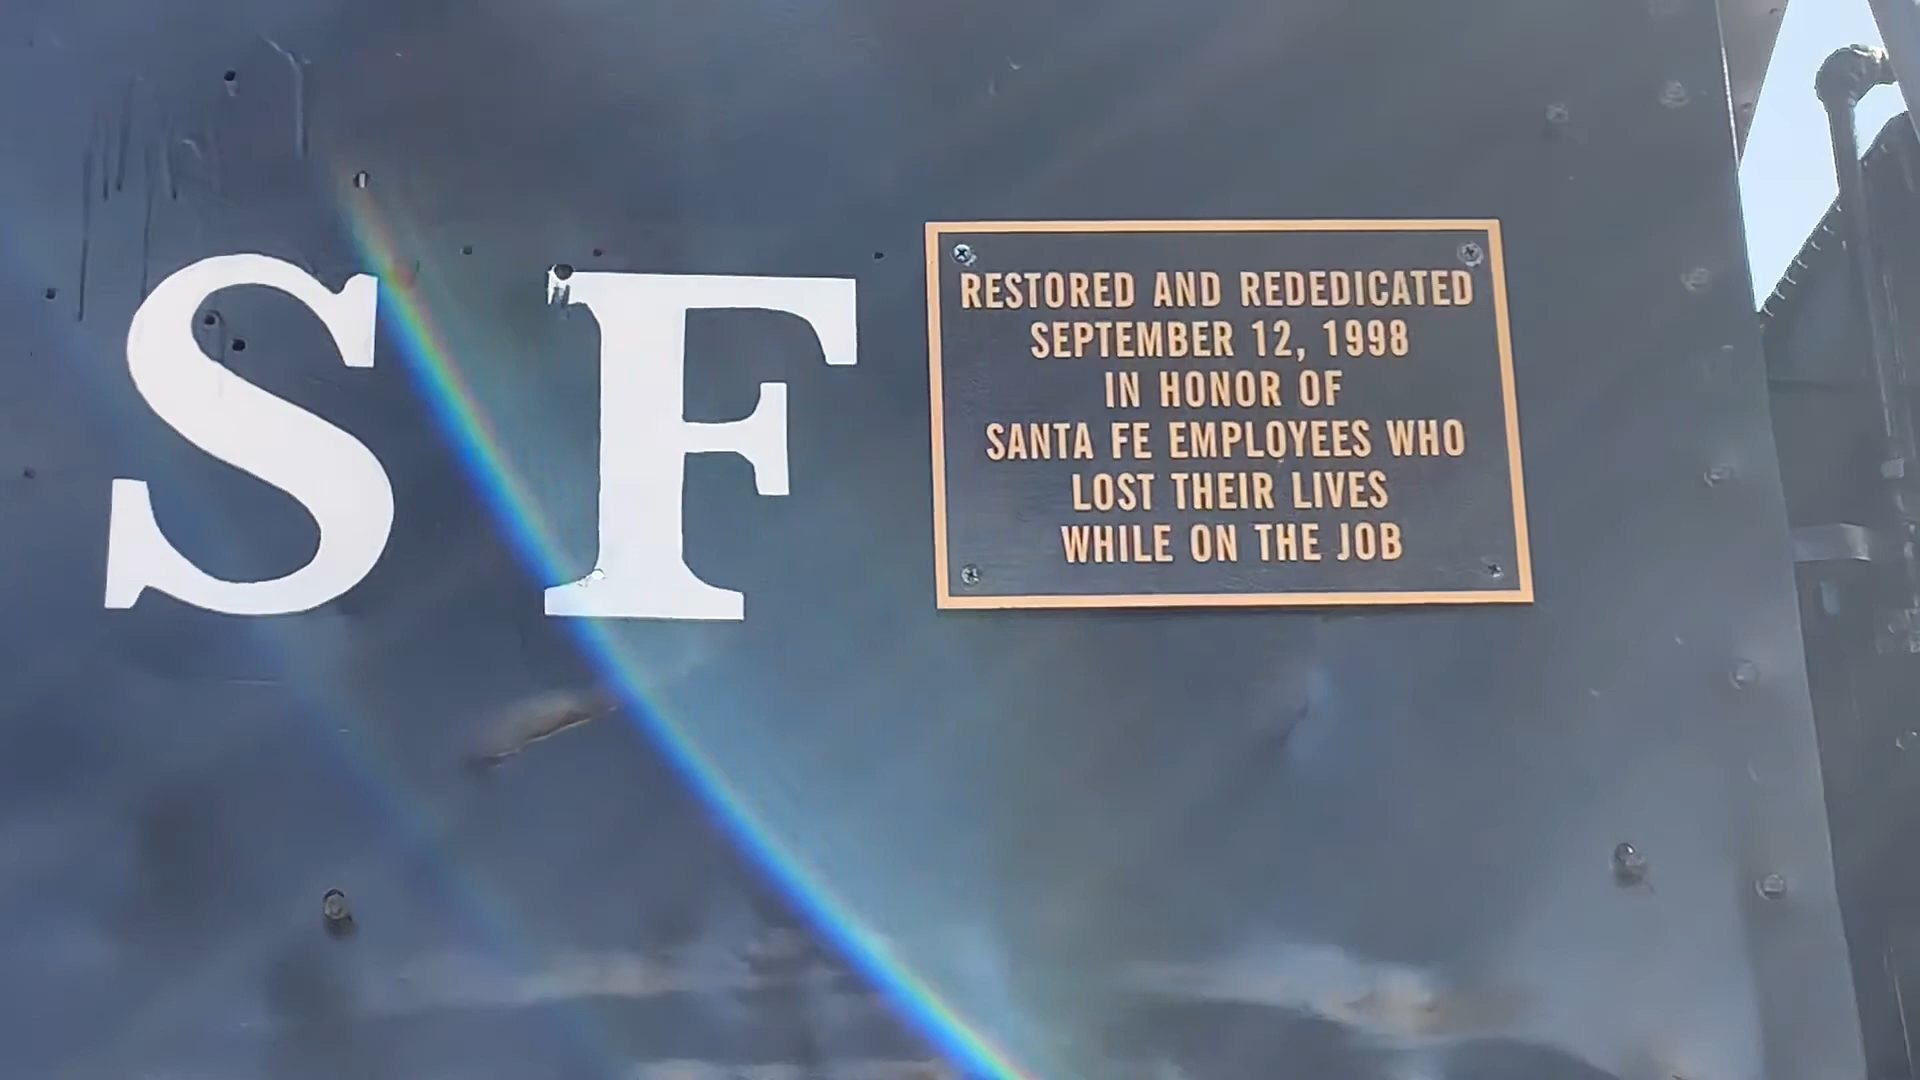 S F
RESTORED AND REDEDICATED
SEPTEMBER 12, 1998
IN HONOR OF
SANTA FE EMPLOYEES WHO
LOST THEIR LIVES
WHILE ON THE JOB